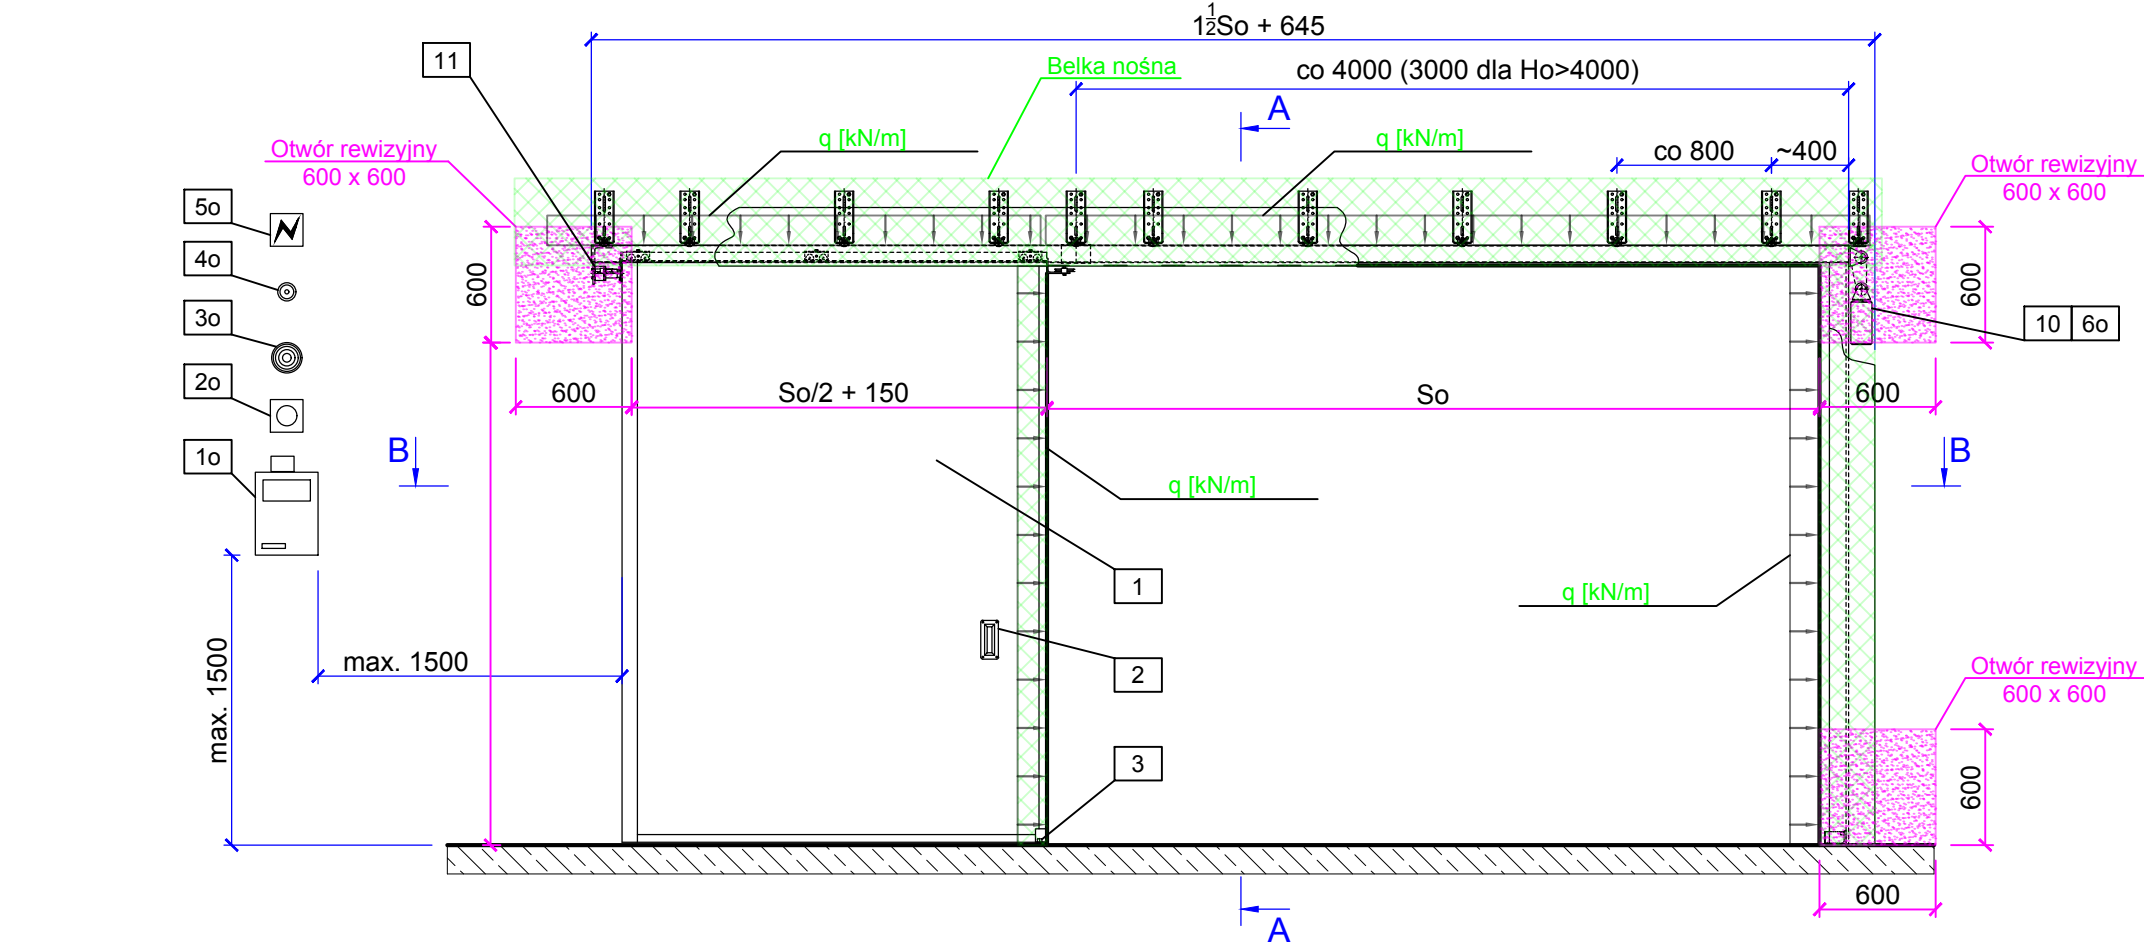 1½So + 645
11
Belka nośna
co 4000 (3000 dla Ho>4000)
A
q [kN/m]
q [kN/m]
Otwór rewizyjny
600 x 600
co 800
~400
Otwór rewizyjny
600 x 600
5o
4o
3o
2o
1o
600
600
10
6o
600
So/2 + 150
So
600
B
B
q [kN/m]
1
q [kN/m]
2
max. 1500
max. 1500
Otwór rewizyjny
600 x 600
3
600
600
A